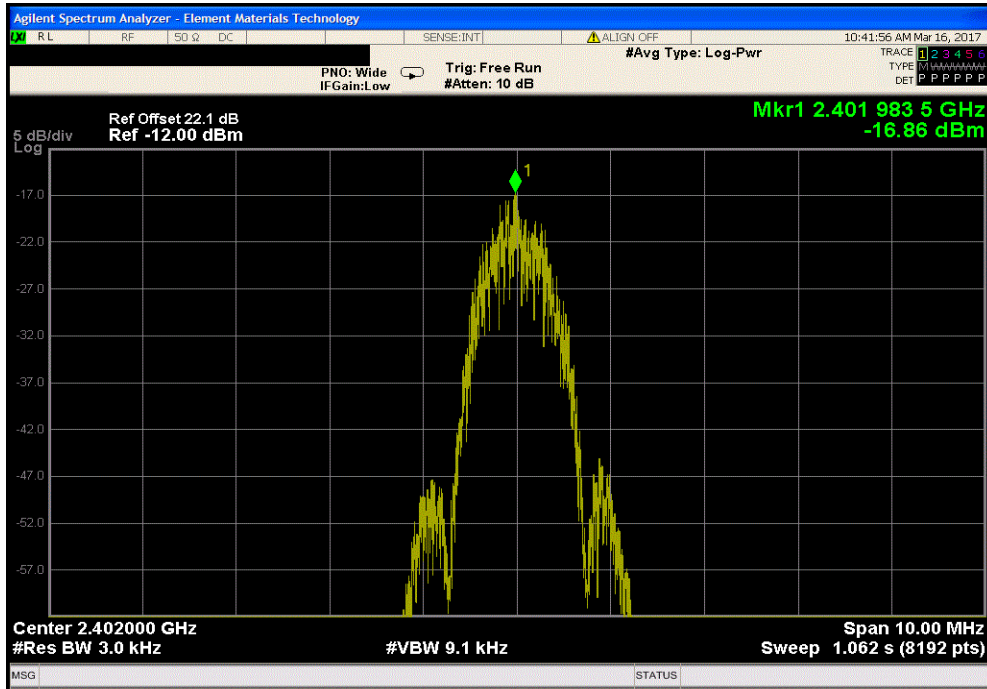 Agilent Spectrum Analyzer - Element Materials Technology
LXI RL RF 50 Ω DC SENSE:INT ALIGN OFF 10:41:56 AM Mar 16, 2017
PNO: Wide Trig: Free Run #Avg Type: Log-Pwr TRACE 1 2 3 4 5 6
IFGain:Low #Atten: 10 dB TYPE M W W W W W
DET P P P P P P
Mkr1 2.401 983 5 GHz
-16.86 dBm
Ref Offset 22.1 dB
5 dB/div Ref -12.00 dBm
Log
1
-17.0
-22.0
-27.0
-32.0
-37.0
-42.0
-47.0
-52.0
-57.0
Center 2.402000 GHz Span 10.00 MHz
#Res BW 3.0 kHz #VBW 9.1 kHz Sweep 1.062 s (8192 pts)
MSG STATUS